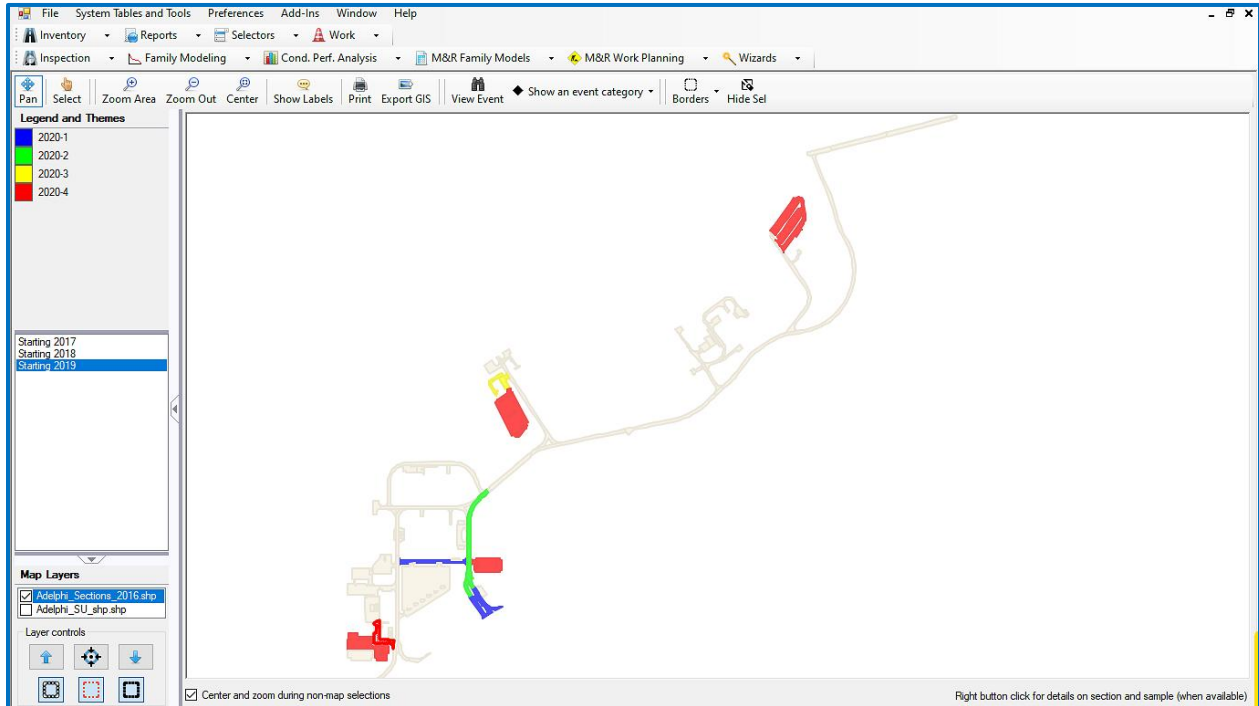 File System Tables and Tools Preferences Add-Ins Window Help
Inventory Reports Selectors Work
Inspection Family Modeling Cond. Perf. Analysis M&R Family Models M&R Work Planning Wizards
Pan Select Zoom Area Zoom Out Center Show Labels Print Export GIS View Event Show an event category Borders Hide Sel
Legend and Themes
2020-1
2020-2
2020-3
2020-4
Starting 2017
Starting 2018
Starting 2019
Map Layers
Adelphi_Sections_2016.shp
Adelphi_SU_shp.shp
Layer controls
Center and zoom during non-map selections
Right button click for details on section and sample (when available)